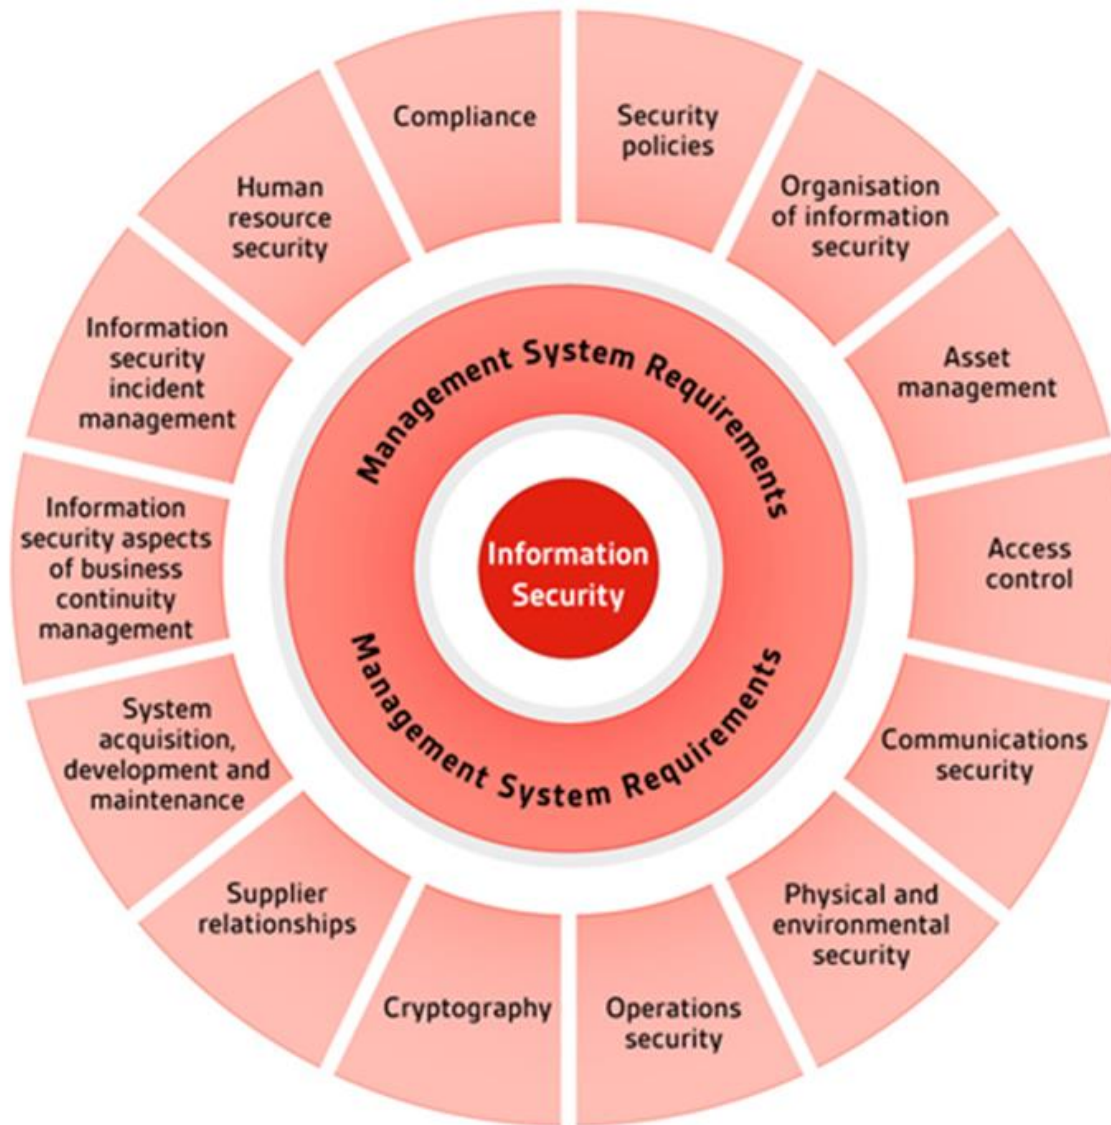 Compliance
Security
policies
Organisation
of information
security
Asset
management
Access
control
Communications
security
Physical and
environmental
security
Operations
security
Cryptography
Supplier
relationships
System
acquisition,
development and
maintenance
Information
security aspects
of business
continuity
management
Information
security
incident
management
Human
resource
security
Management System Requirements
Information
Security
Management System Requirements